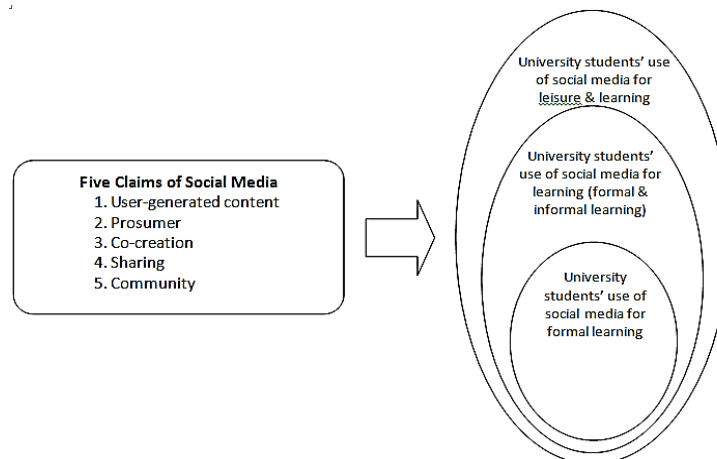 Five Claims of Social Media
1. User-generated content
2. Prosumer
3. Co-creation
4. Sharing
5. Community
University students' use
of social media for
leisure & learning
University students'
use of social media for
learning (formal &
informal learning)
University
students' use of
social media for
formal learning